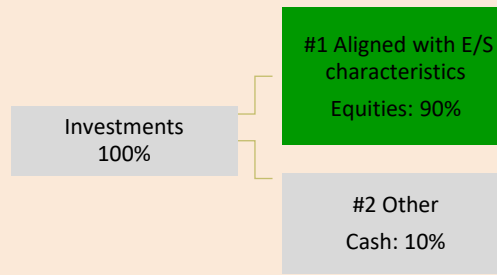 #1 Aligned with E/S
characteristics
Equities: 90%
Investments
100%
#2 Other
Cash: 10%